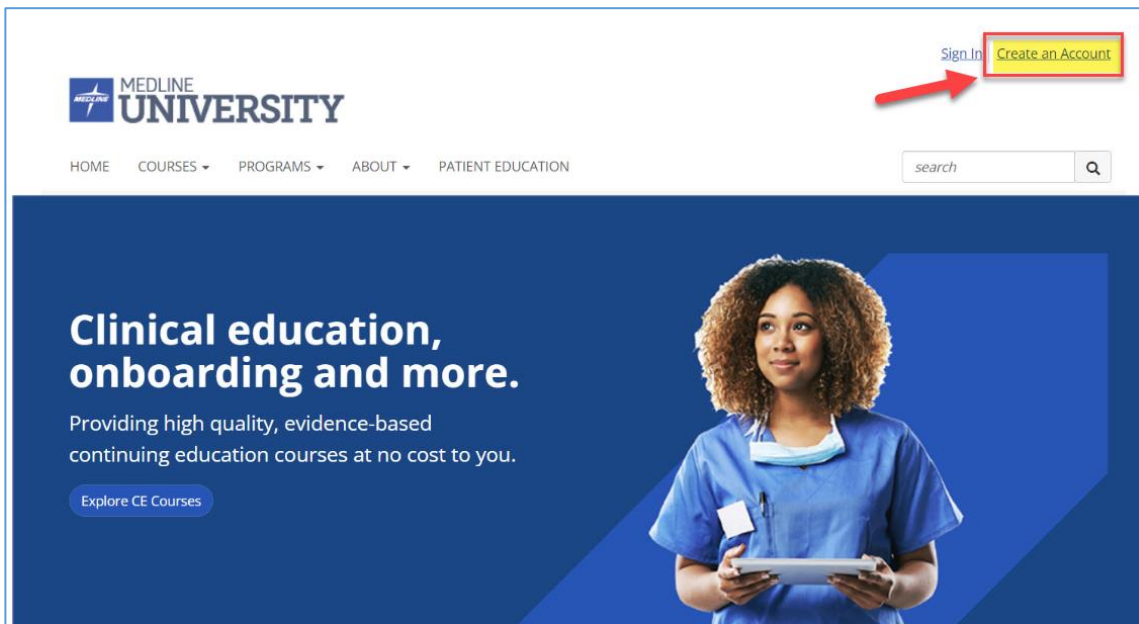 Sign In Create an Account
MEDLINE
MEDLINE
UNIVERSITY
HOME COURSES PROGRAMS ABOUT PATIENT EDUCATION
search
Clinical education,
onboarding and more.
Providing high quality, evidence-based
continuing education courses at no cost to you.
Explore CE Courses